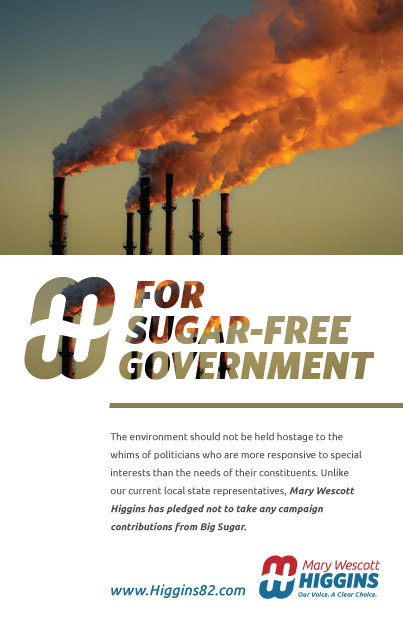 FOR
SUGAR-FREE
GOVERNMENT
The environment should not be held hostage to the
whims of politicians who are more responsive to special
interests than the needs of their constituents. Unlike
our current local state representatives, Mary Wescott
Higgins has pledged not to take any campaign
contributions from Big Sugar.
www.Higgins82.com
Mary Wescott
HIGGINS
Our Voice. A Clear Choice.